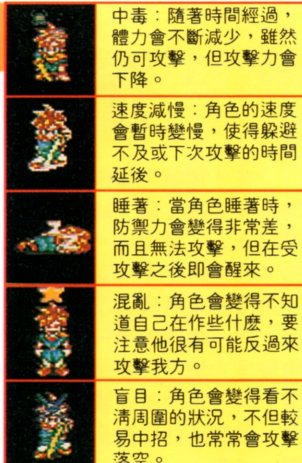 中毒：隨著時間經過，
體力會不斷減少，雖然
仍可攻擊，但攻擊力會
下降。
速度減慢：角色的速度
會暫時變慢，使得躲避
不及或下次攻擊的時間
延後。
睡著：當角色睡著時，
防禦力會變得非常差，
而且無法攻擊，但在受
攻擊之後即會醒來。
混亂：角色會變得不知
道自己在作些什麽，要
注意他很有可能反過來
攻擊我方。
盲目：角色會變得看不
清周圍的狀況，不但較
易中招，也常常會攻擊
落空。